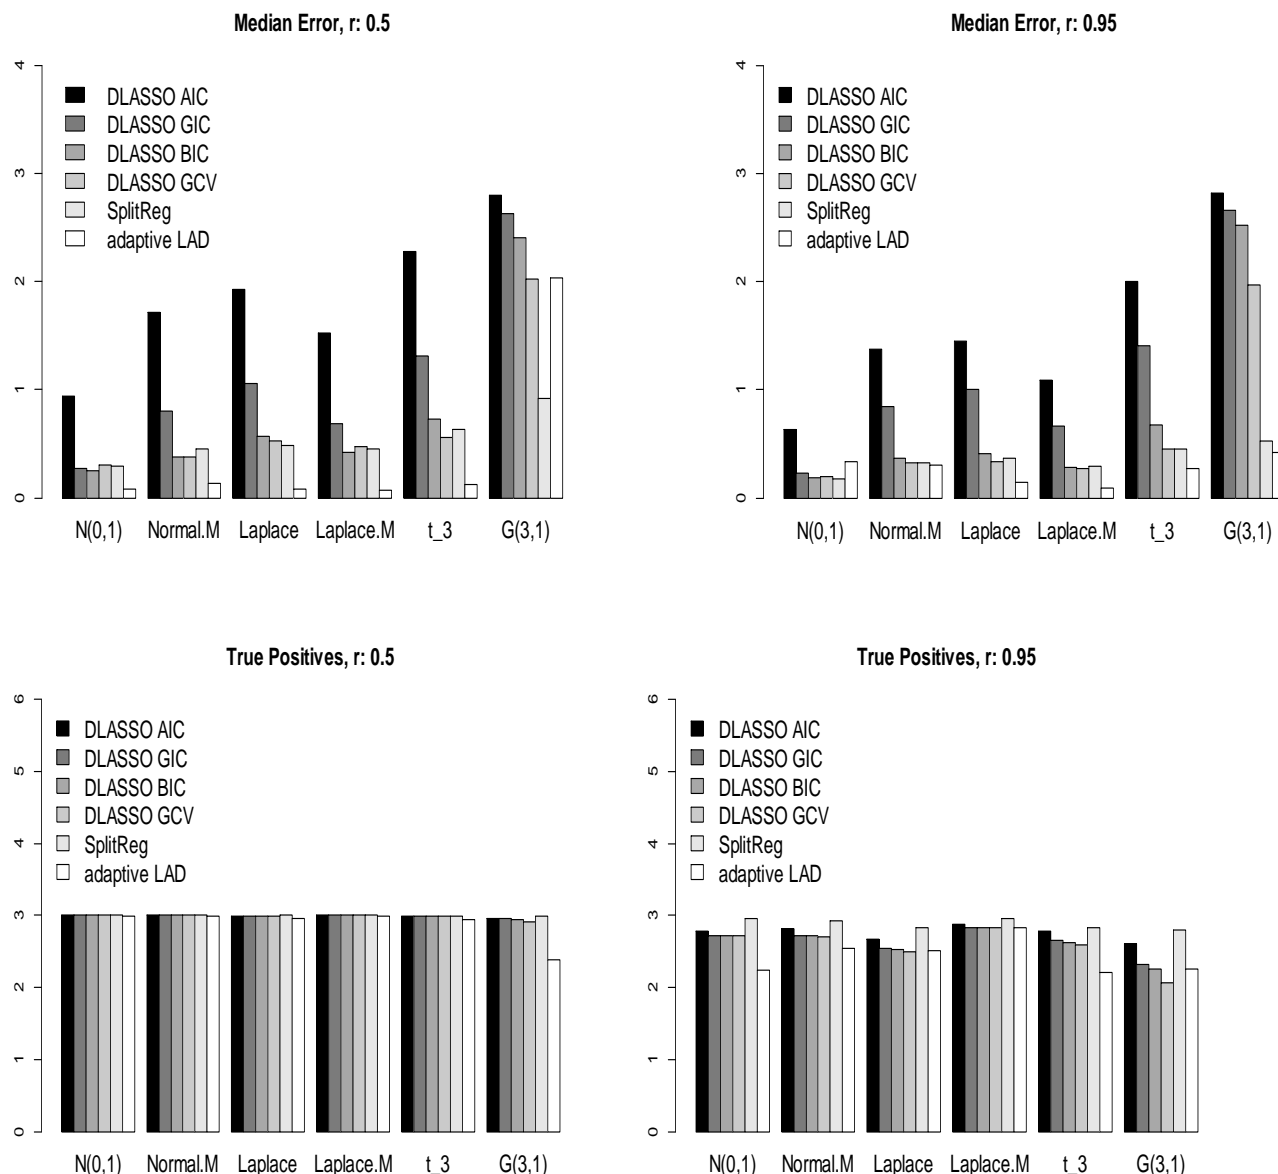 Median Error, r: 0.5
4
3
2
1
0
DLASSO AIC
DLASSO GIC
DLASSO BIC
DLASSO GCV
SplitReg
adaptive LAD
N(0,1) Normal.M Laplace Laplace.M t_3 G(3,1)
Median Error, r: 0.95
4
3
2
1
0
DLASSO AIC
DLASSO GIC
DLASSO BIC
DLASSO GCV
SplitReg
adaptive LAD
N(0,1) Normal.M Laplace Laplace.M t_3 G(3,1)
True Positives, r: 0.5
6
5
4
3
2
1
0
DLASSO AIC
DLASSO GIC
DLASSO BIC
DLASSO GCV
SplitReg
adaptive LAD
N(0,1) Normal.M Laplace Laplace.M t_3 G(3,1)
True Positives, r: 0.95
6
5
4
3
2
1
0
DLASSO AIC
DLASSO GIC
DLASSO BIC
DLASSO GCV
SplitReg
adaptive LAD
N(0,1) Normal.M Laplace Laplace.M t_3 G(3,1)